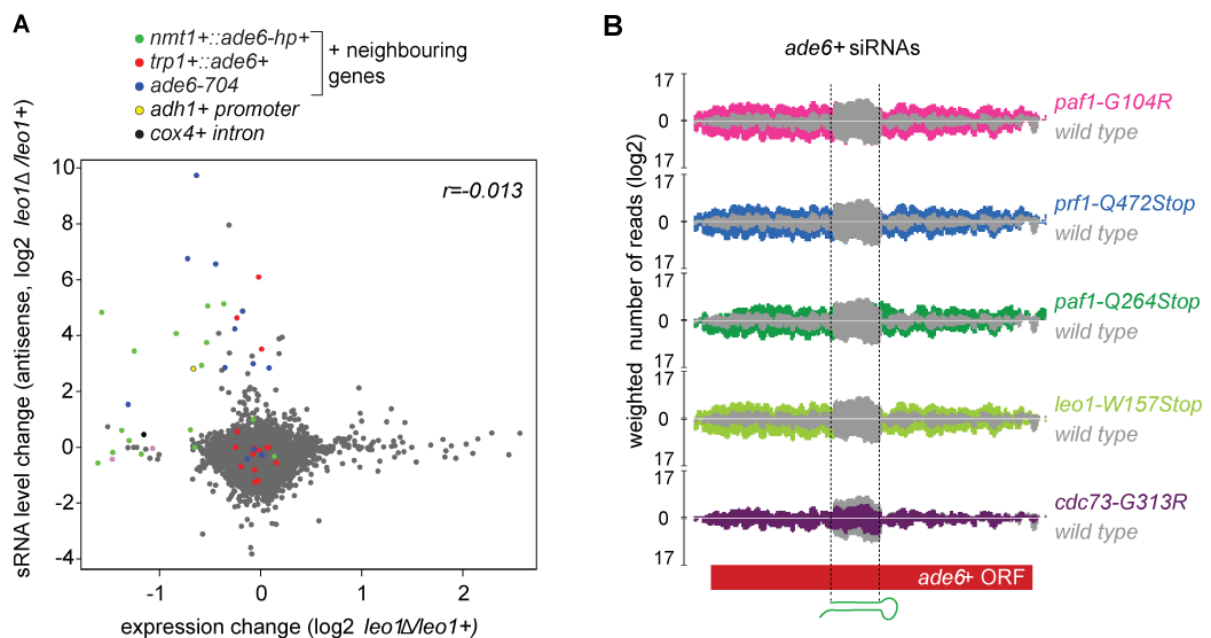 A
nmt1+::ade6-hp+
trp1+::ade6+
ade6-704
adh1+ promoter
cox4+ intron
+ neighbouring
genes
r=-0.013
sRNA level change (antisense, log2 leo1Δ/leo1+)
10
8
6
4
2
0
-2
-4
-1
0
1
2
expression change (log2 leo1Δ/leo1+)
B
ade6+ siRNAs
weighted number of reads (log2)
17
0
17
paf1-G104R
wild type
17
0
17
prf1-Q472Stop
wild type
17
0
17
paf1-Q264Stop
wild type
17
0
17
leo1-W157Stop
wild type
17
0
17
cdc73-G313R
wild type
ade6+ ORF